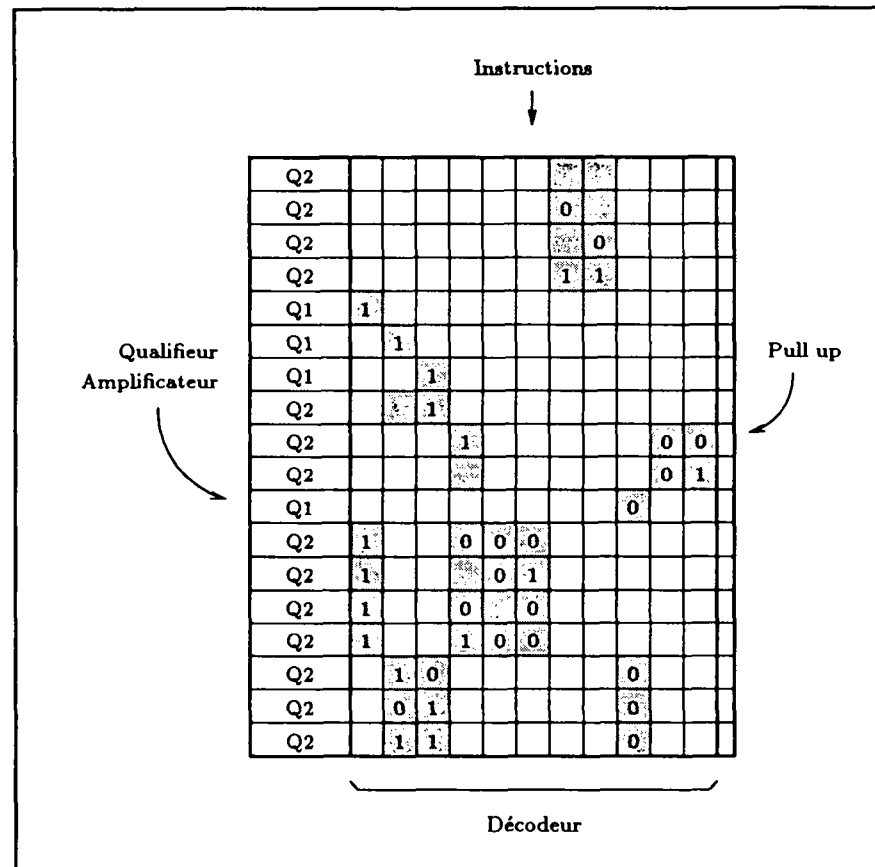 Instructions
Q2
Q2 0
Q2 0
Q2 1 1
Q1 1
Q1 1
Q1 1
Q2 1
Q2 1 0 0
Q2 0 1
Q1 0
Q2 1 0 0 0
Q2 1 0 1
Q2 1 0 0
Q2 1 1 0 0
Q2 1 0 0
Q2 0 1 0
Q2 1 1 0
Qualifieur
Amplificateur
Pull up
Décodeur